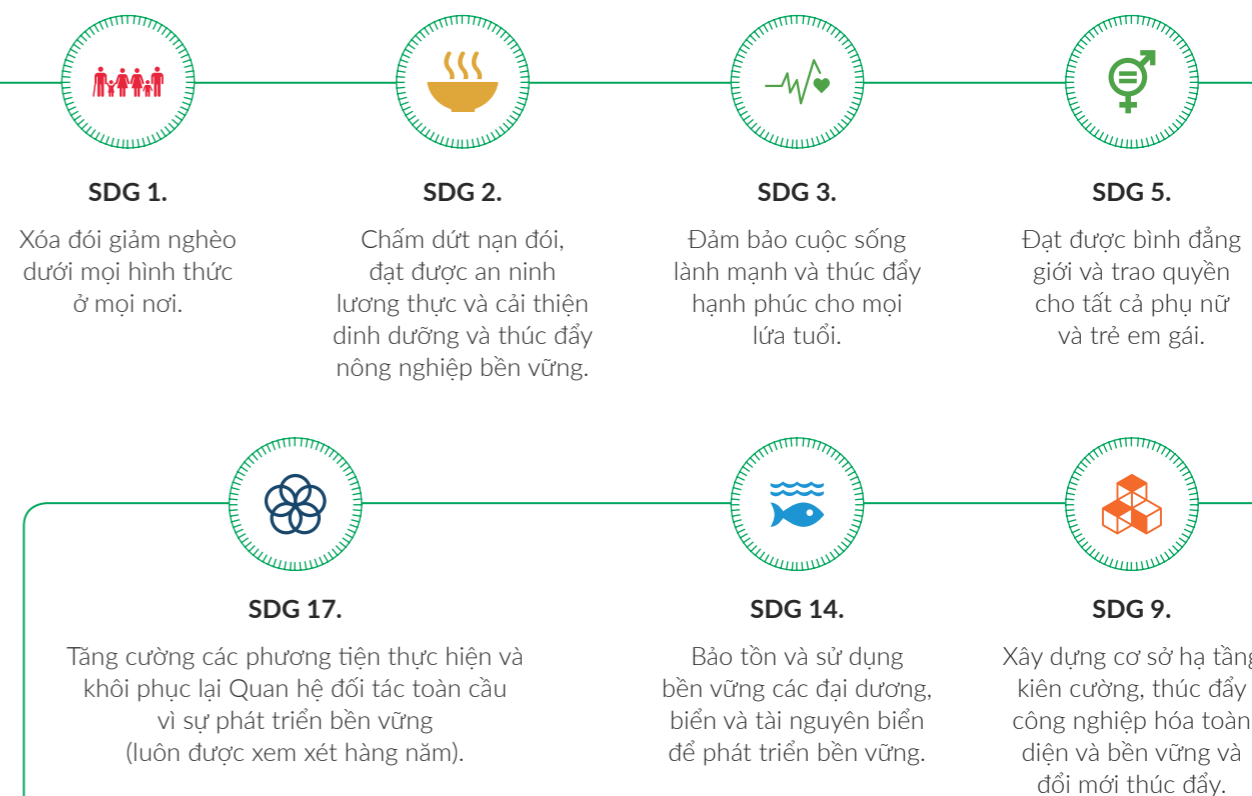 SDG 1.
Xóa đói giảm nghèo
dưới mọi hình thức
ở mọi nơi.
SDG 2.
Chấm dứt nạn đói,
đạt được an ninh
lương thực và cải thiện
dinh dưỡng và thúc đẩy
nông nghiệp bền vững.
SDG 3.
Đảm bảo cuộc sống
lành mạnh và thúc đẩy
hạnh phúc cho mọi
lứa tuổi.
SDG 5.
Đạt được bình đẳng
giới và trao quyền
cho tất cả phụ nữ
và trẻ em gái.
SDG 17.
Tăng cường các phương tiện thực hiện và
khôi phục lại Quan hệ đối tác toàn cầu
vì sự phát triển bền vững
(luôn được xem xét hàng năm).
SDG 14.
Bảo tồn và sử dụng
bền vững các đại dương,
biển và tài nguyên biển
để phát triển bền vững.
SDG 9.
Xây dựng cơ sở hạ tầng
kiên cường, thúc đẩy
công nghiệp hóa toàn
diện và bền vững và
đổi mới thúc đẩy.